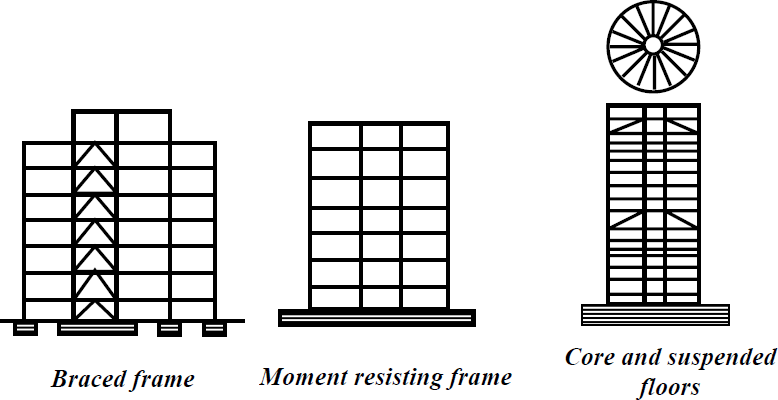 Braced frame
Moment resisting frame
Core and suspended
floors